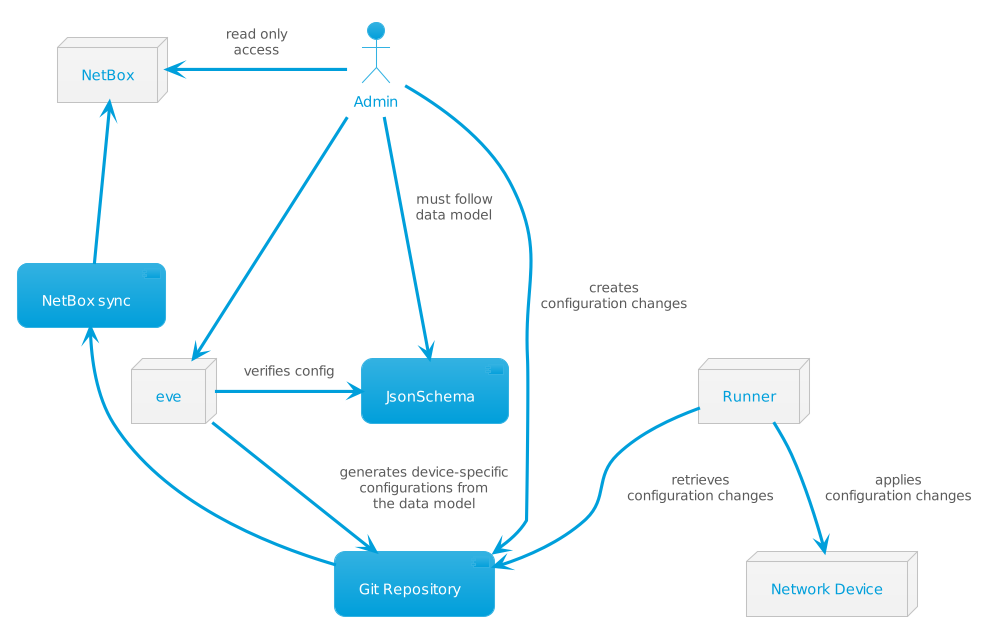 read only
access
NetBox
Admin
must follow
data model
creates
configuration changes
NetBox sync
verifies config
eve
JsonSchema
Runner
generates device-specific
configurations from
the data model
retrieves
configuration changes
applies
configuration changes
Git Repository
Network Device